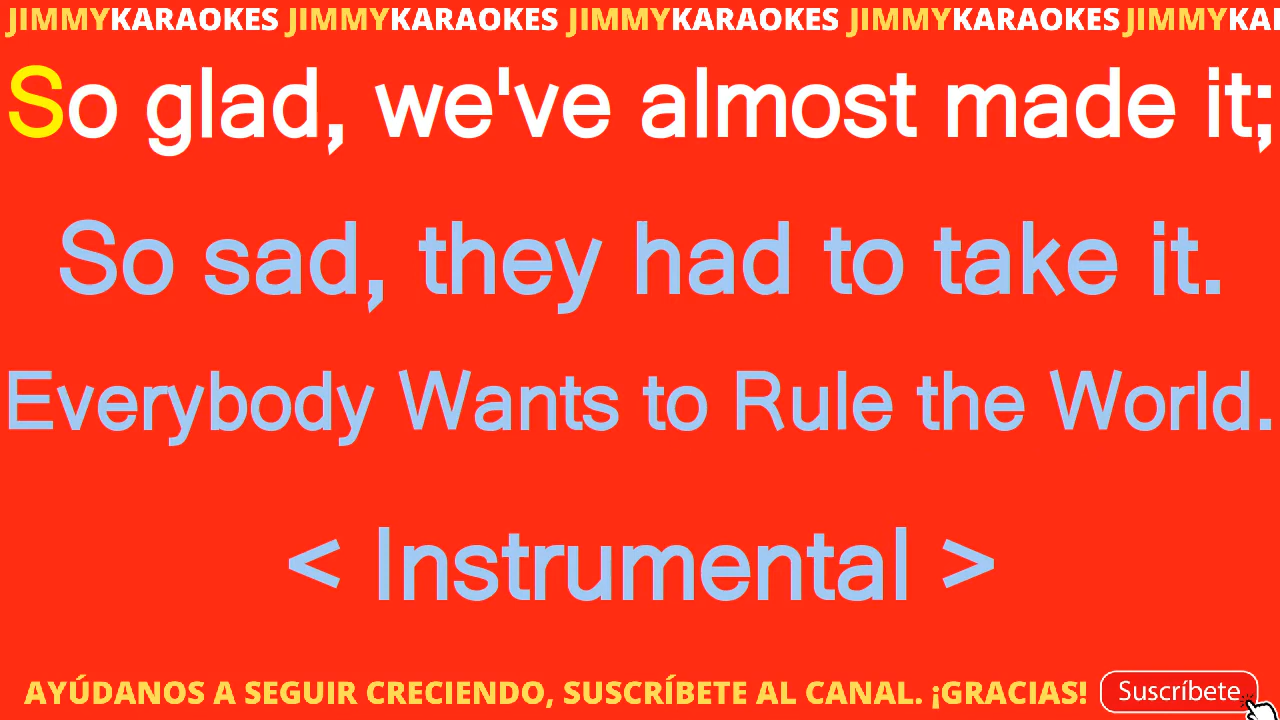 JIMMYKARAOKES JIMMYKARAOKES JIMMYKARAOKES JIMMYKARAOKES JIMMYKA
So glad, we've almost made it;
So sad, they had to take it.
Everybody Wants to Rule the World.
< Instrumental >
AYÚDANOS A SEGUIR CRECIENDO, SUSCRÍBETE AL CANAL. ¡GRACIAS! Suscríbete